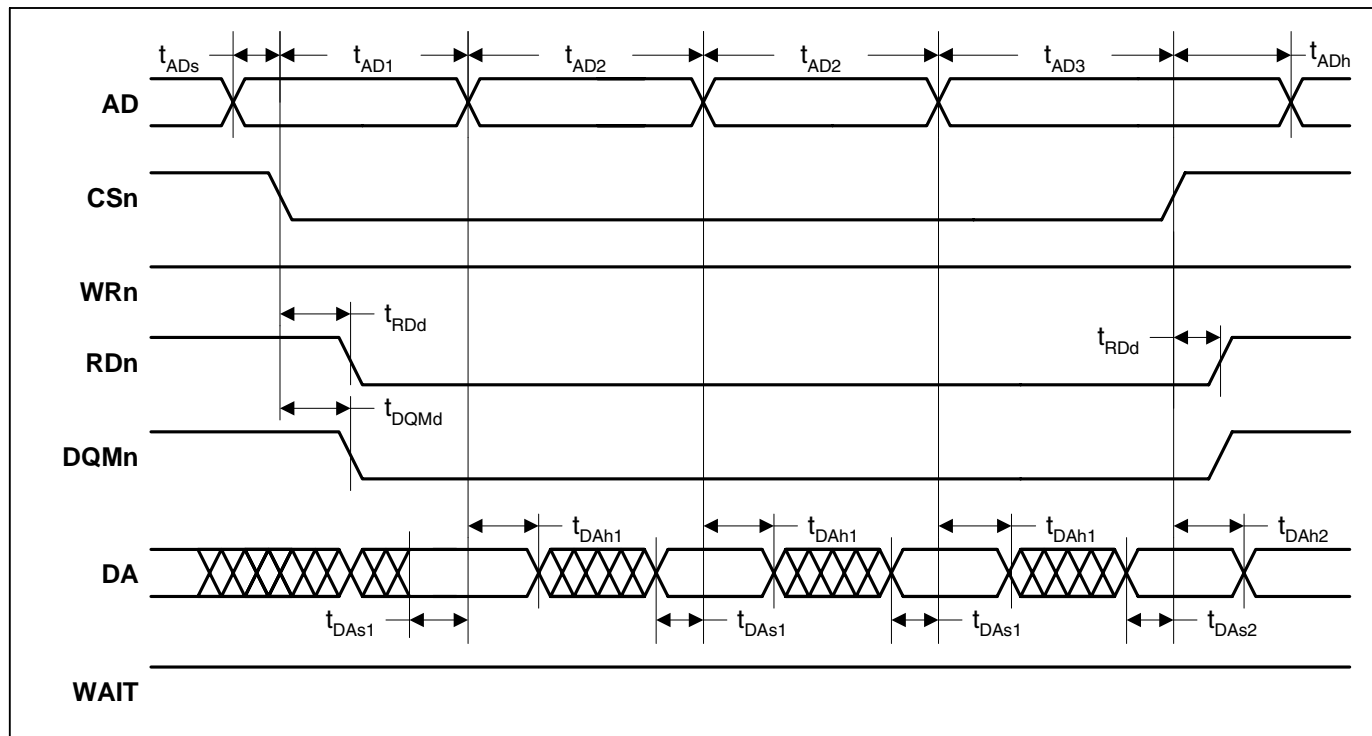 tADs
tAD1
tAD2
tAD2
tAD3
tADh
AD
CSn
WRn
tRDd
tRDd
RDn
tDQMd
DQMn
tDAh1
tDAh1
tDAh1
tDAh2
DA
tDAs1
tDAs1
tDAs1
tDAs2
WAIT